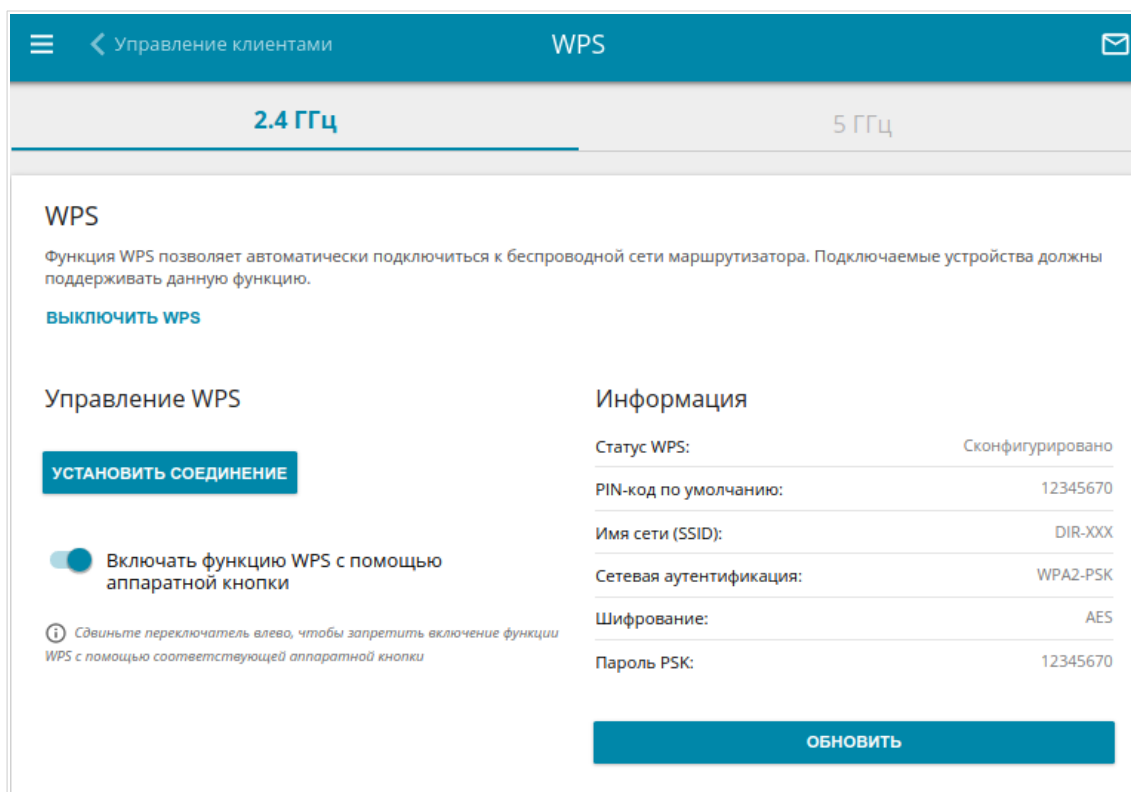 Управление клиентами
WPS
2.4 ГГц
5 ГГц
WPS
Функция WPS позволяет автоматически подключиться к беспроводной сети маршрутизатора. Подключаемые устройства должны
поддерживать данную функцию.
ВЫКЛЮЧИТЬ WPS
Управление WPS
УСТАНОВИТЬ СОЕДИНЕНИЕ
Включать функцию WPS с помощью
аппаратной кнопки
Сдвиньте переключатель влево, чтобы запретить включение функции
WPS с помощью соответствующей аппаратной кнопки
Информация
Статус WPS: Сконфигурировано
PIN-код по умолчанию: 12345670
Имя сети (SSID): DIR-XXX
Сетевая аутентификация: WPA2-PSK
Шифрование: AES
Пароль PSK: 12345670
ОБНОВИТЬ